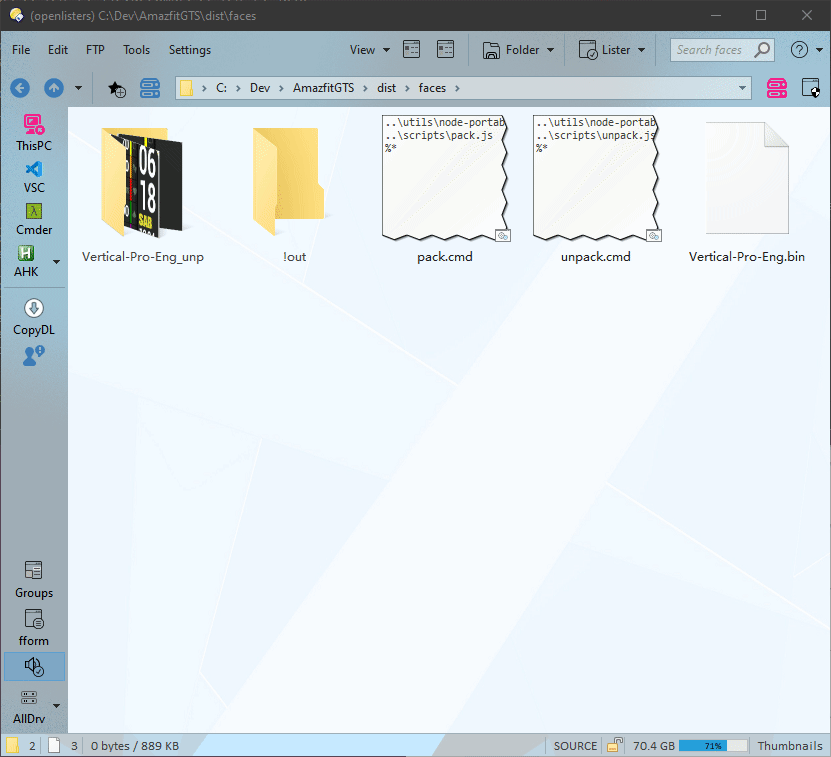 (openlisters) C:\Dev\AmazfitGTS\dist\faces
File Edit FTP Tools Settings View Folder Lister Search faces
C: Dev AmazfitGTS dist faces
ThisPC
VSC
Cmder
AHK
CopyDL
..\utils\node-portab
..\scripts\pack.js
%*
..\utils\node-portab
..\scripts\unpack.js
%*
06
18
SAB
Vertical-Pro-Eng_unp !out pack.cmd unpack.cmd Vertical-Pro-Eng.bin
Groups
fform
AllDrv
2 3 0 bytes / 889 KB SOURCE 70.4 GB 71% Thumbnails